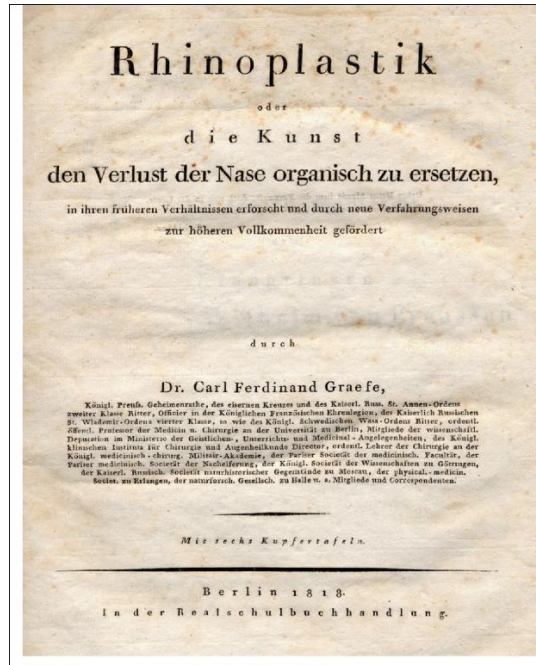 Rhinoplastik
oder
die Kunst
den Verlust der Nase organisch zu ersetzen,
in ihren früheren Verhältnissen erforscht und durch neue Verfahrungsweisen
zur höheren Vollkommenheit gefördert
durch
Dr. Carl Ferdinand Graefe,
Königl. Preuſs. Geheimenrathe, des eisernen Kreuzes und des Kaiserl. Russ. St. Annen-Ordens
zweiter Klasse Ritter, Officier in der Königlichen Französischen Ehrenlegion, des Kaiserlich Russischen
St. Wlademir-Ordens vierter Klasse, so wie des Königl. Schwedischen Wasa-Ordens Ritter, ordentl.
öffentl. Professor der Medicin u. Chirurgie an der Universität zu Berlin, Mitgliede der wissenschaftl.
Deputation im Ministero der Geistlichen-, Unterrichts- und Medicinal-Angelegenheiten, des Königl.
klinischen Instituts für Chirurgie und Augenheilkunde Director, ordentl. Lehrer der Chirurgie an der
Königl. medicinisch-chirurg. Militair-Akademie, der Pariser Societät der medicinisch. Facultät, der
Pariser medicinisch. Societät der Nacheiferung, der Königl. Societät der Wissenschaften zu Göttingen,
der Kaiserl. Russisch. Societät naturhistorischer Gegenstände zu Moscau, der physical.-medicin.
Societ. zu Erlangen, der naturforsch. Gesellsch. zu Halle u. s. Mitgliede und Correspondenten.
Mit sechs Kupfertafeln.
Berlin 1818.
In der Realschulbuchhandlung.